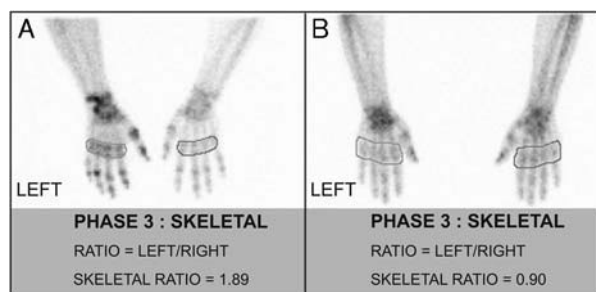 A
LEFT
PHASE 3 : SKELETAL
RATIO = LEFT/RIGHT
SKELETAL RATIO = 1.89
B
LEFT
PHASE 3 : SKELETAL
RATIO = LEFT/RIGHT
SKELETAL RATIO = 0.90